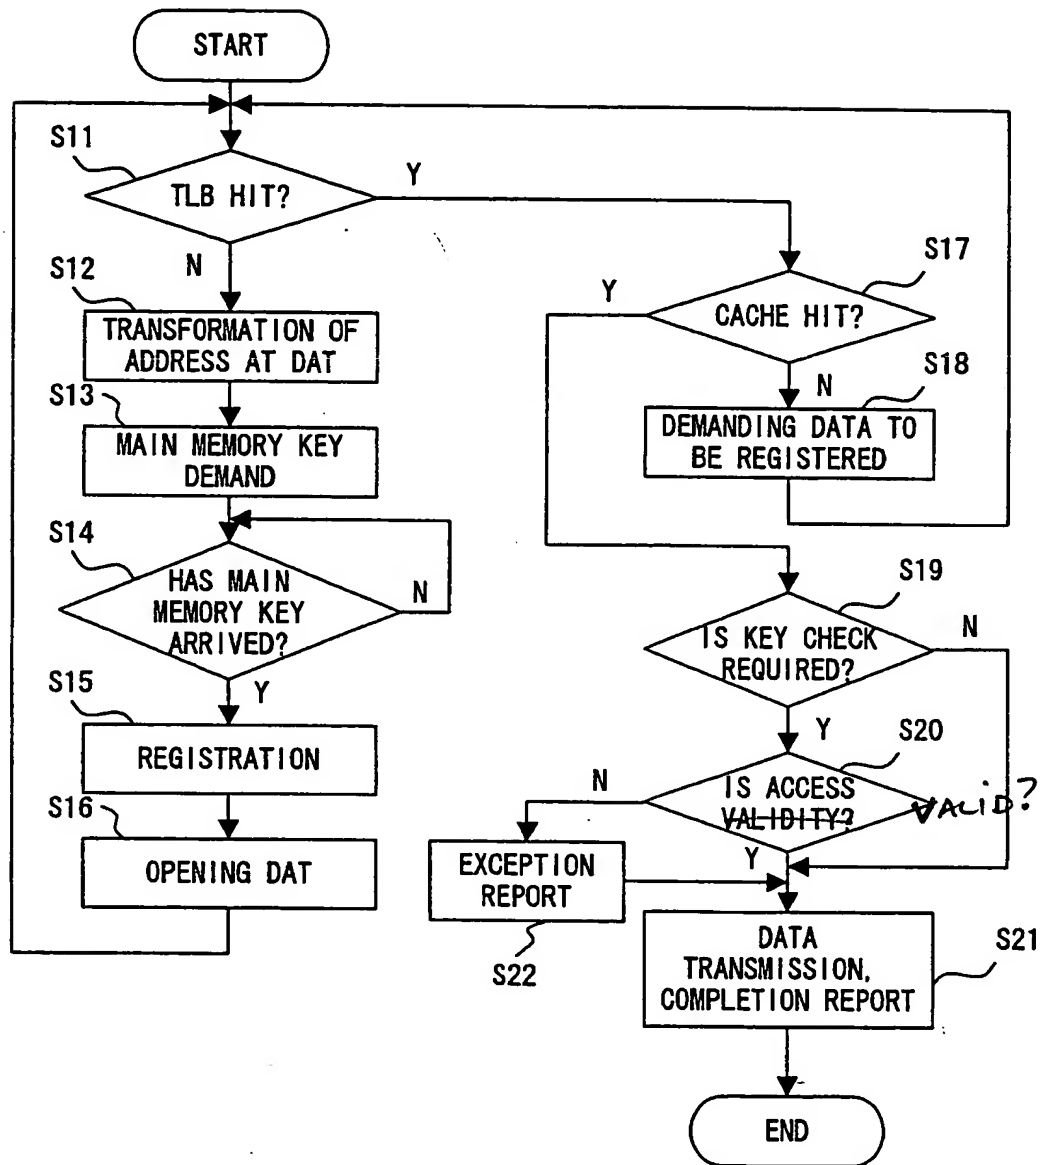 START
S11
TLB HIT?
Y
N
S12
TRANSFORMATION OF
ADDRESS AT DAT
S13
MAIN MEMORY KEY
DEMAND
S14
HAS MAIN
MEMORY KEY
ARRIVED?
N
Y
S15
REGISTRATION
S16
OPENING DAT
S17
CACHE HIT?
Y
N
S18
DEMANDING DATA TO
BE REGISTERED
S19
IS KEY CHECK
REQUIRED?
N
Y
S20
IS ACCESS
VALIDITY?
VALID?
N
Y
EXCEPTION
REPORT
S22
DATA
TRANSMISSION,
COMPLETION REPORT
S21
END